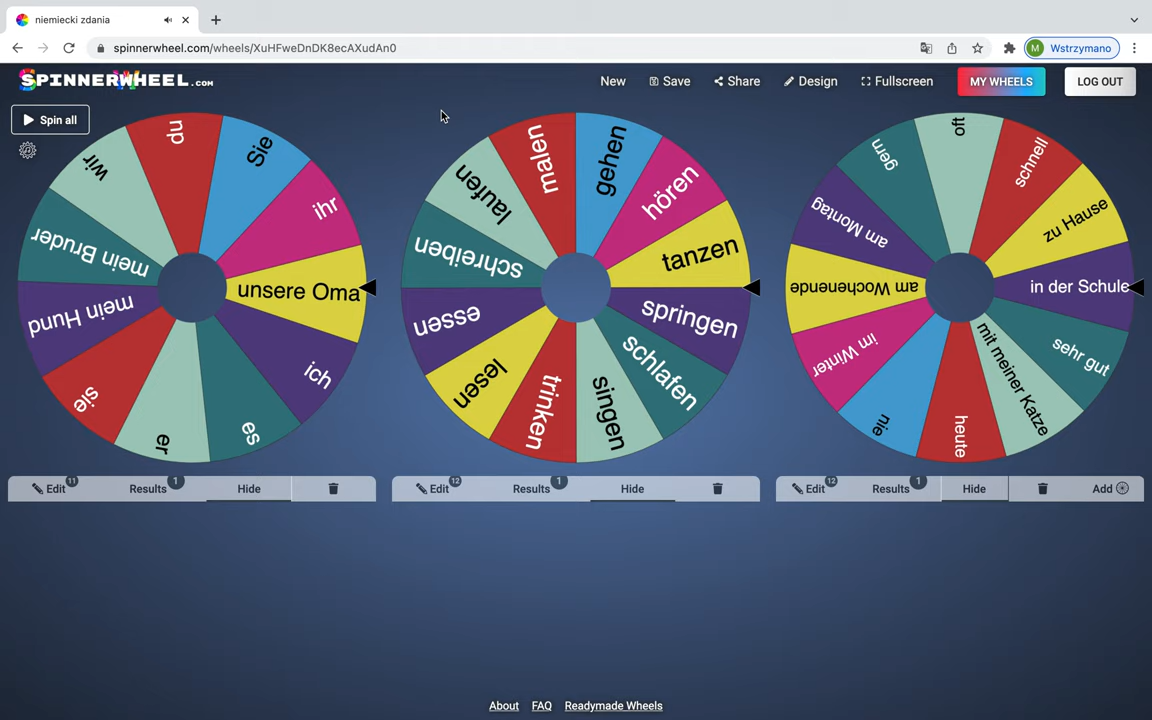 niemiecki zdania
spinnerwheel.com/wheels/XuHFweDnDK8ecAXudAn0
M Wstrzymano
SPINNERWHEEL.COM
New
Save
Share
Design
Fullscreen
MY WHEELS
LOG OUT
Spin all
du
Sie
ihr
unsere Oma
ich
es
er
sie
mein Hund
mein Bruder
wir
malen
gehen
hören
tanzen
springen
schlafen
singen
trinken
lesen
essen
schreiben
laufen
oft
schnell
zu Hause
in der Schule
sehr gut
mit meiner Katze
heute
nie
im Winter
am Wochenende
am Montag
gern
Edit 11
Results 1
Hide
Edit 12
Results 1
Hide
Edit 12
Results 1
Hide
Add
About
FAQ
Readymade Wheels